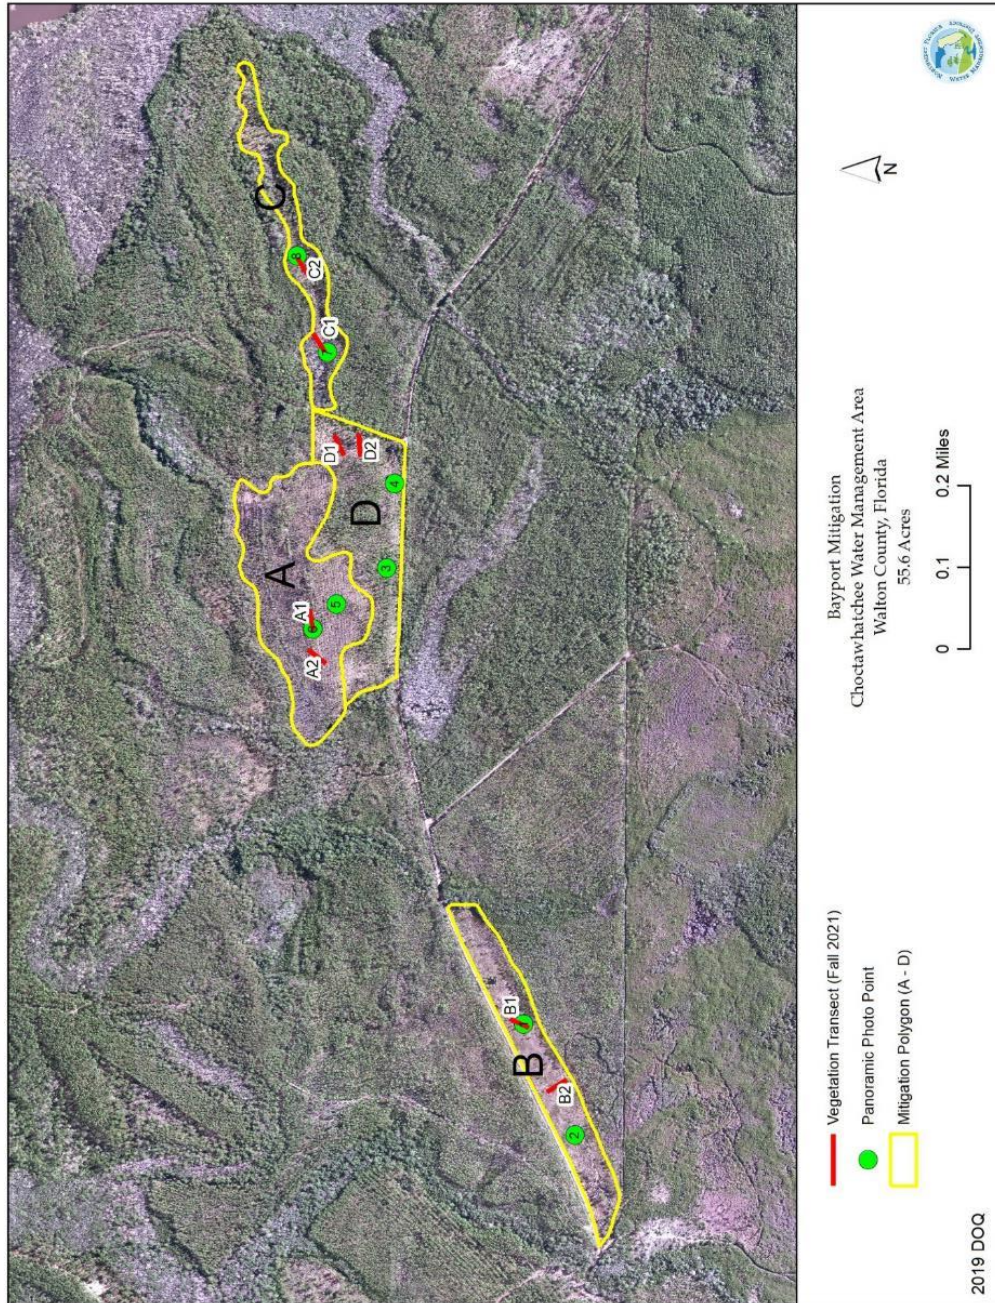 C
A
8
A1
A2
C2
D1
C1
5
D
D2
3
4
B1
B
B2
2
Vegetation Transect (Fall 2021)
Panoramic Photo Point
Mitigation Polygon (A - D)
2019 DOQ
Bayport Mitigation
Choctawhatchee Water Management Area
Walton County, Florida
55.6 Acres
0 0.1 0.2 Miles
N